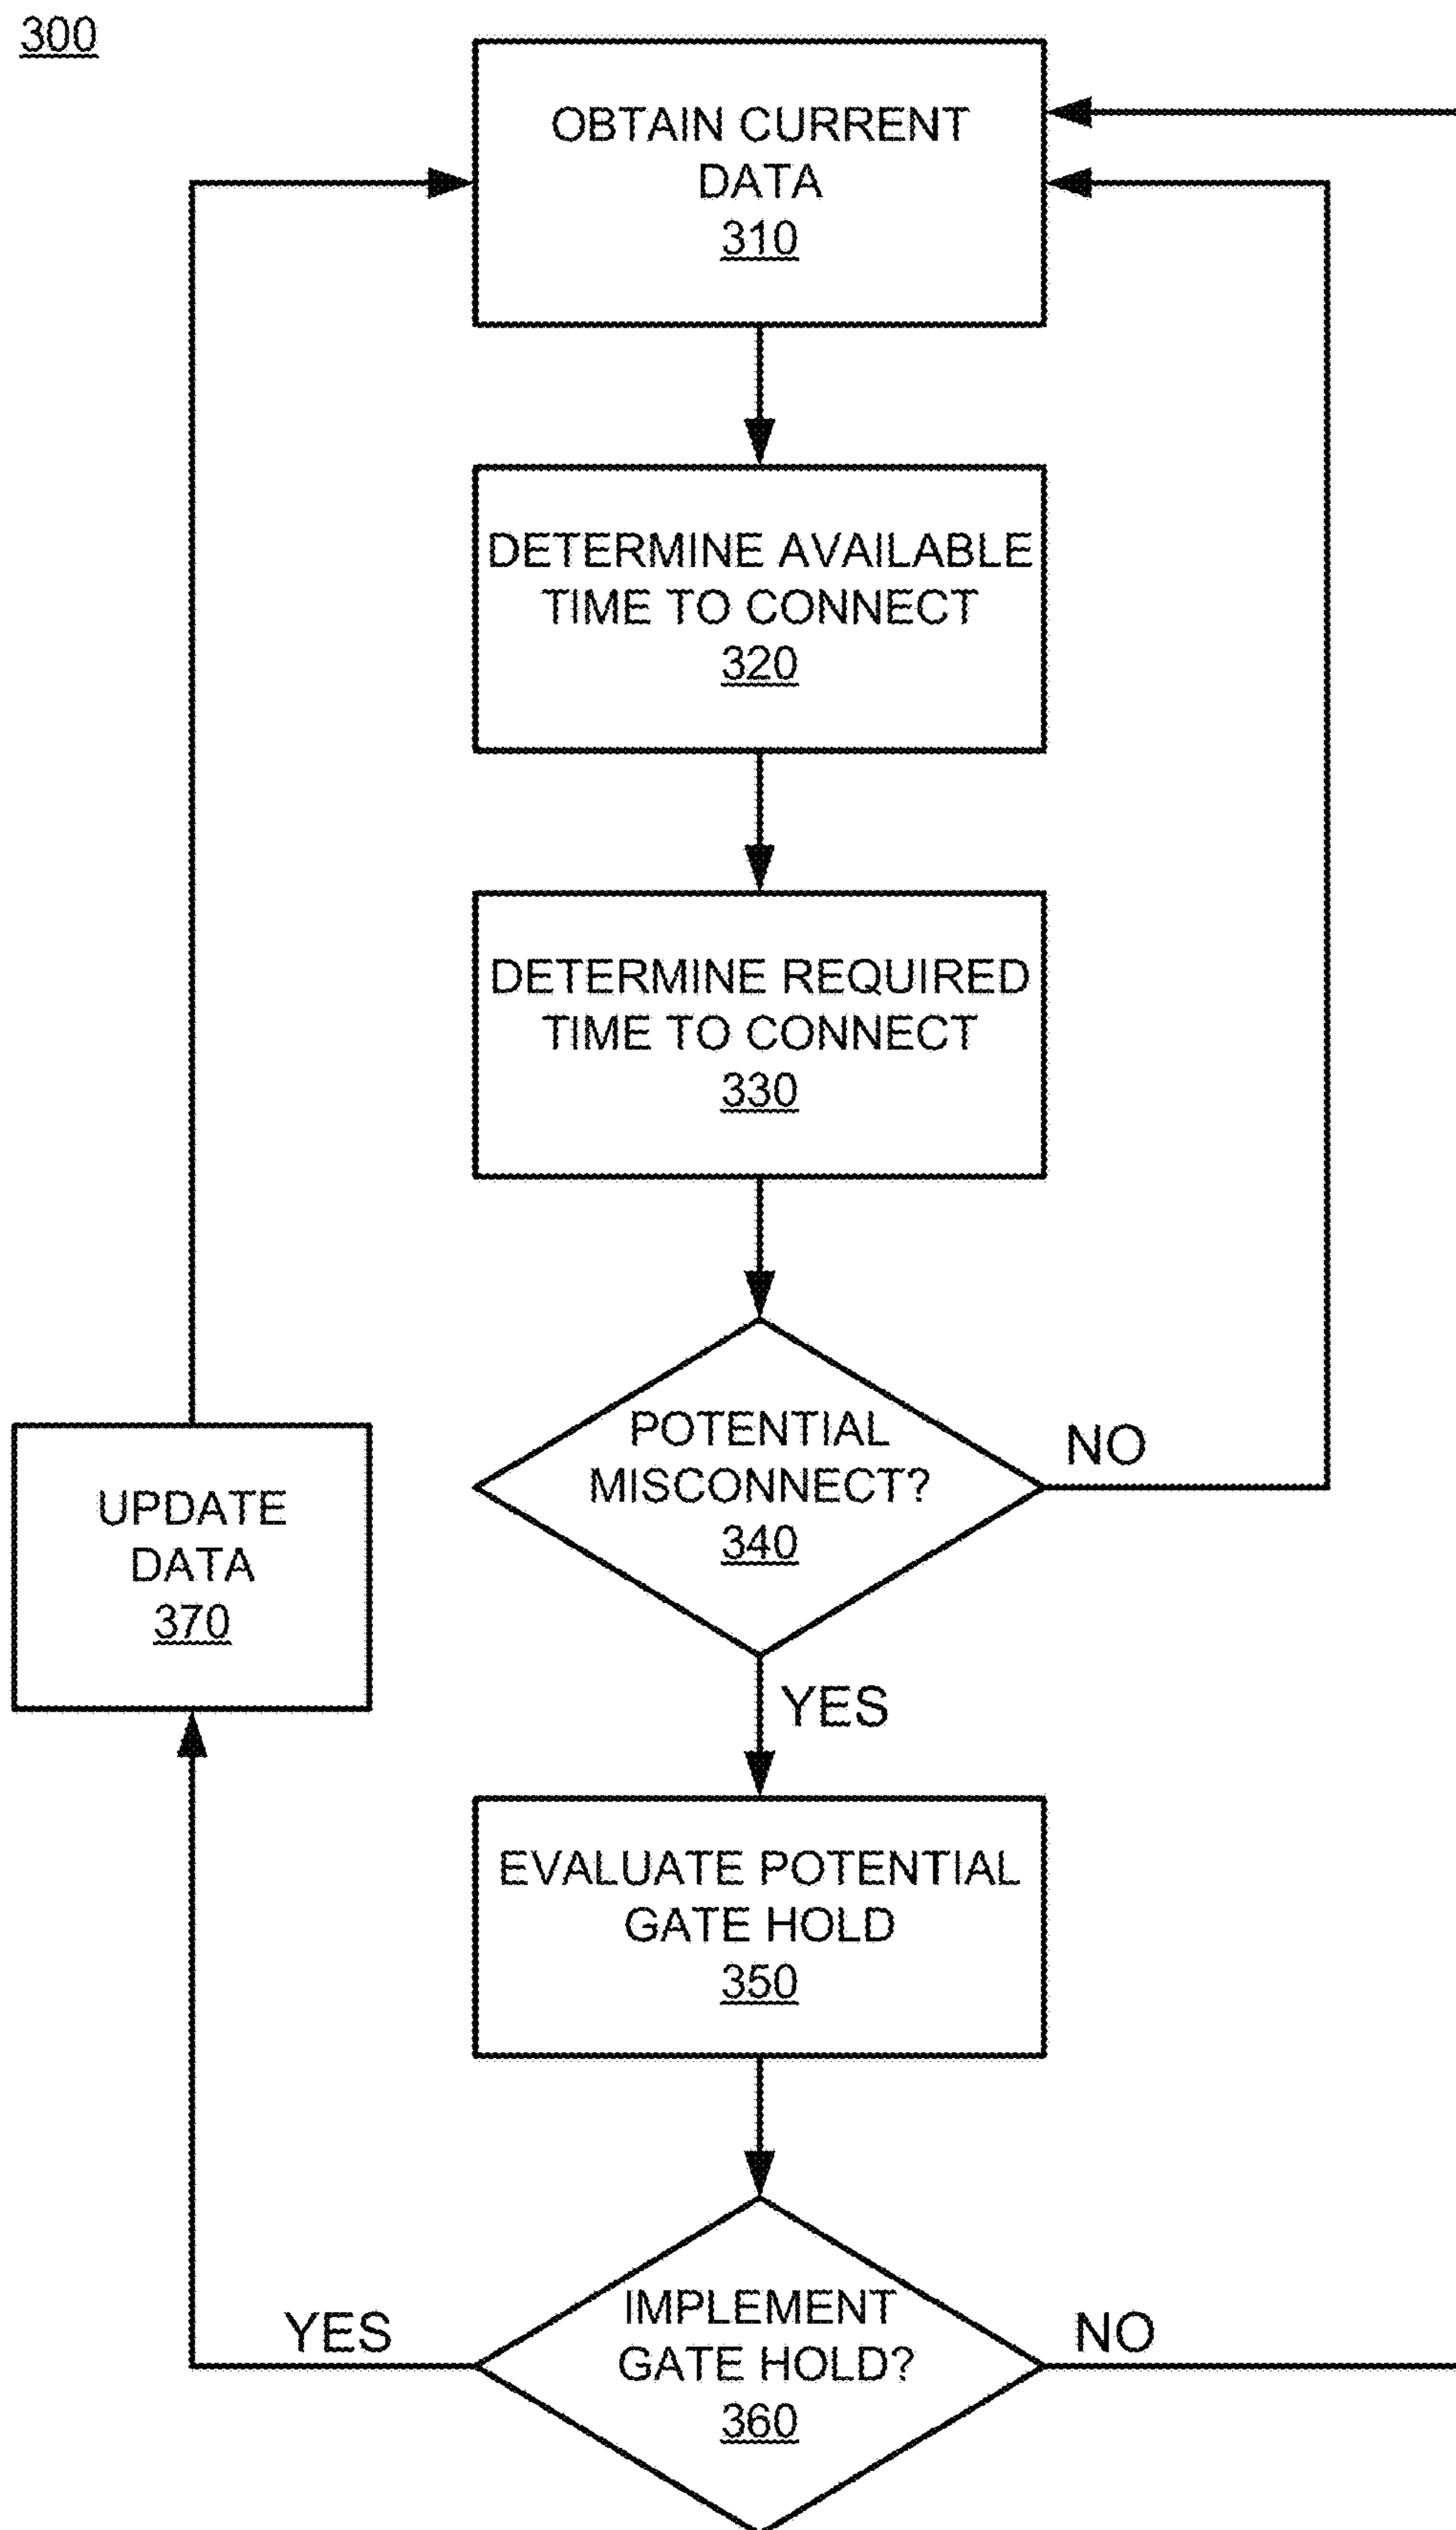 300
OBTAIN CURRENT
DATA
310
DETERMINE AVAILABLE
TIME TO CONNECT
320
DETERMINE REQUIRED
TIME TO CONNECT
330
POTENTIAL
MISCONNECT?
340
NO
UPDATE
DATA
370
YES
EVALUATE POTENTIAL
GATE HOLD
350
IMPLEMENT
GATE HOLD?
360
YES
NO